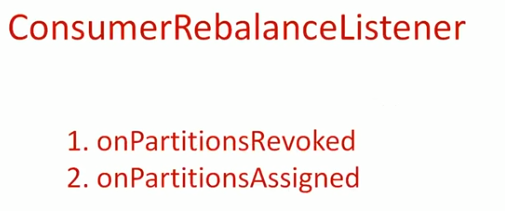 ConsumerRebalanceListener
1. onPartitionsRevoked
2. onPartitionsAssigned